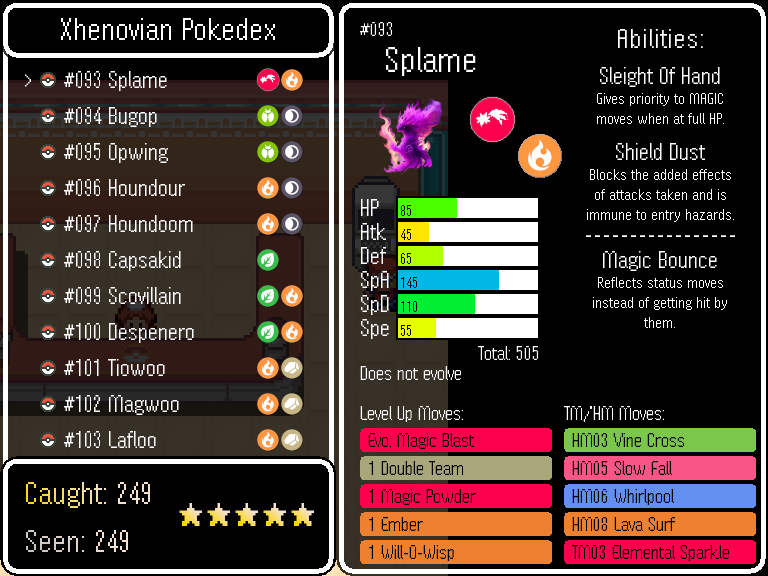 Xhenovian Pokedex
> #093 Splame
#094 Bugop
#095 Opwing
#096 Houndour
#097 Houndoom
#098 Capsakid
#099 Scovillain
#100 Despenero
#101 Tiowoo
#102 Magwoo
#103 Lafloo
Caught: 249
Seen: 249
#093
Splame
HP 85
Atk 45
Def 65
SpA 145
SpD 110
Spe 55
Total: 505
Does not evolve
Abilities:
Sleight Of Hand
Gives priority to MAGIC
moves when at full HP.
Shield Dust
Blocks the added effects
of attacks taken and is
immune to entry hazards.
Magic Bounce
Reflects status moves
instead of getting hit by
them.
Level Up Moves:
Evo. Magic Blast
1 Double Team
1 Magic Powder
1 Ember
1 Will-O-Wisp
TM/HM Moves:
HM03 Vine Cross
HM05 Slow Fall
HM06 Whirlpool
HM08 Lava Surf
TM03 Elemental Sparkle